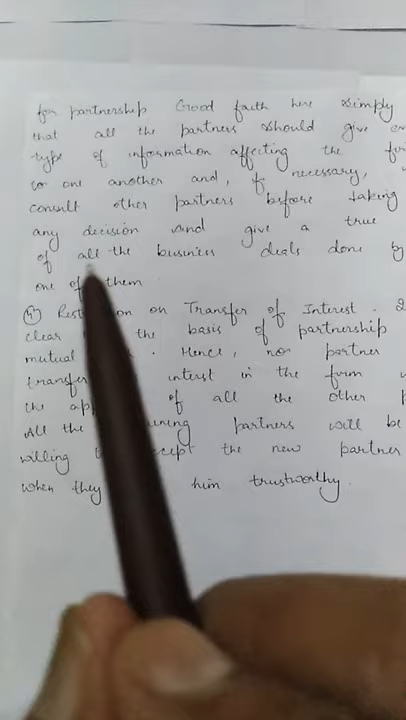 for partnership Good faith here simply
that all the partners should give
type of information affecting the
to one another and, if necessary,
consult other partners before taking
any decision and give a true
of all the business deals done by
one of them
on Transfer of Interest.
clear the basis of partnership
mutual . Hence, no partner
transfer interst in the firm
the of all the other
All the partners will be
willing the new partner
when they him trustworthy.